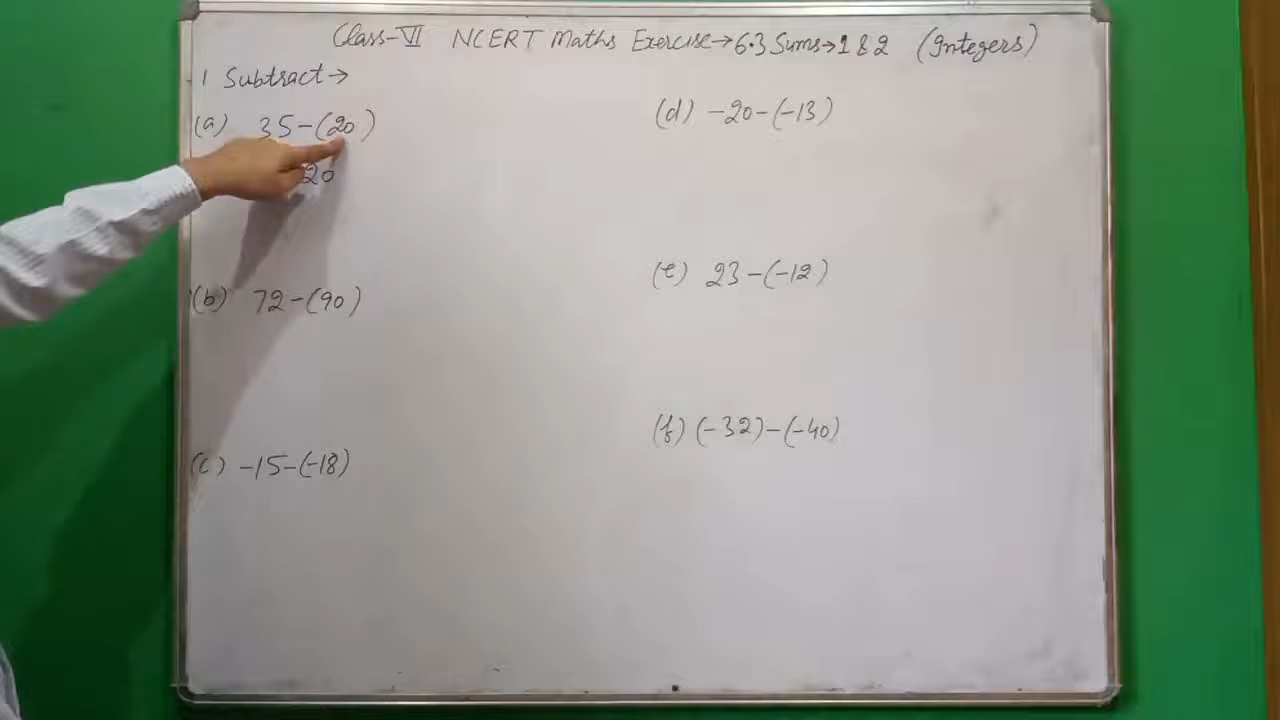 Class-VI NCERT Maths Exercise→6.3 Sums→1 & 2 (Integers)
1 Subtract→
(a) 35-(20)
20
(b) 72-(90)
(c) -15-(-18)
(d) -20-(-13)
(e) 23-(-12)
(f) (-32)-(-40)